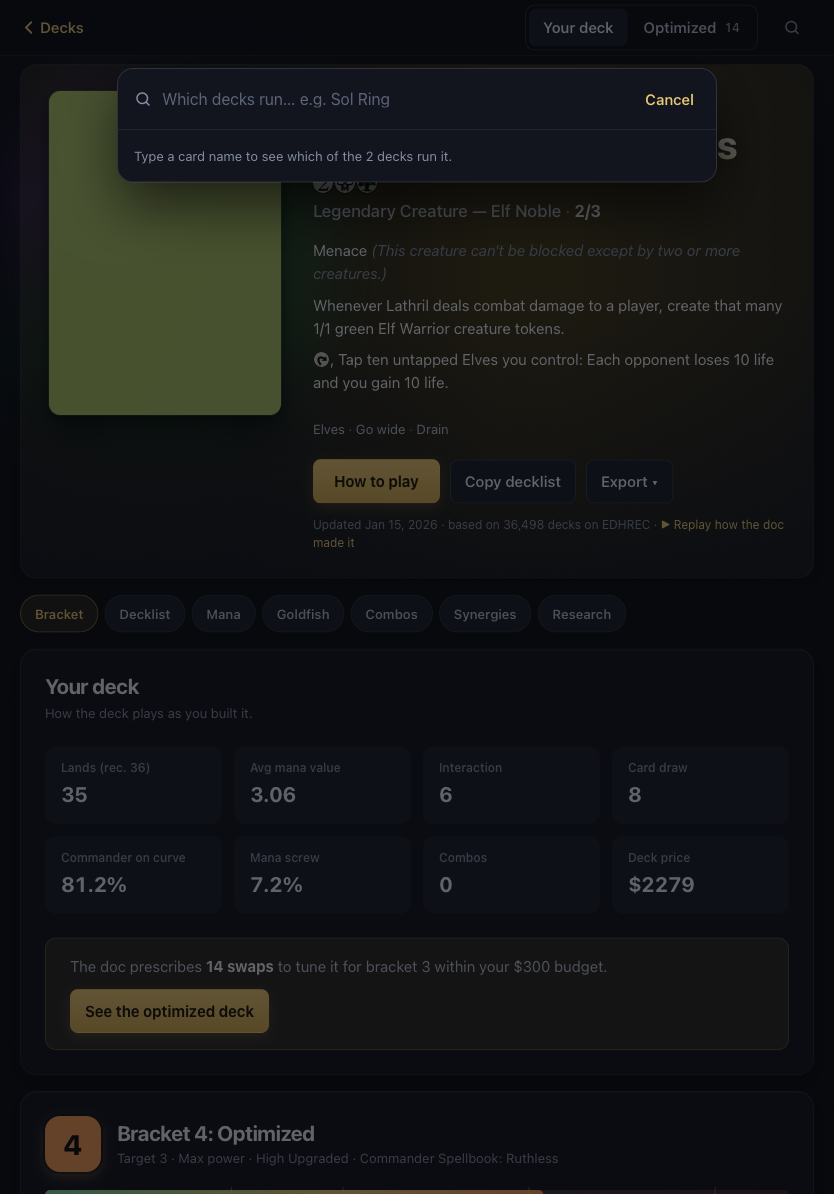 Decks
Your deck
Optimized 14
Which decks run... e.g. Sol Ring
Cancel
Type a card name to see which of the 2 decks run it.
s
Legendary Creature — Elf Noble · 2/3
Menace (This creature can't be blocked except by two or more
creatures.)
Whenever Lathril deals combat damage to a player, create that many
1/1 green Elf Warrior creature tokens.
, Tap ten untapped Elves you control: Each opponent loses 10 life
and you gain 10 life.
Elves · Go wide · Drain
How to play
Copy decklist
Export ▾
Updated Jan 15, 2026 · based on 36,498 decks on EDHREC · ▶ Replay how the doc
made it
Bracket
Decklist
Mana
Goldfish
Combos
Synergies
Research
Your deck
How the deck plays as you built it.
Lands (rec. 36)
35
Avg mana value
3.06
Interaction
6
Card draw
8
Commander on curve
81.2%
Mana screw
7.2%
Combos
0
Deck price
$2279
The doc prescribes 14 swaps to tune it for bracket 3 within your $300 budget.
See the optimized deck
4
Bracket 4: Optimized
Target 3 · Max power · High Upgraded · Commander Spellbook: Ruthless